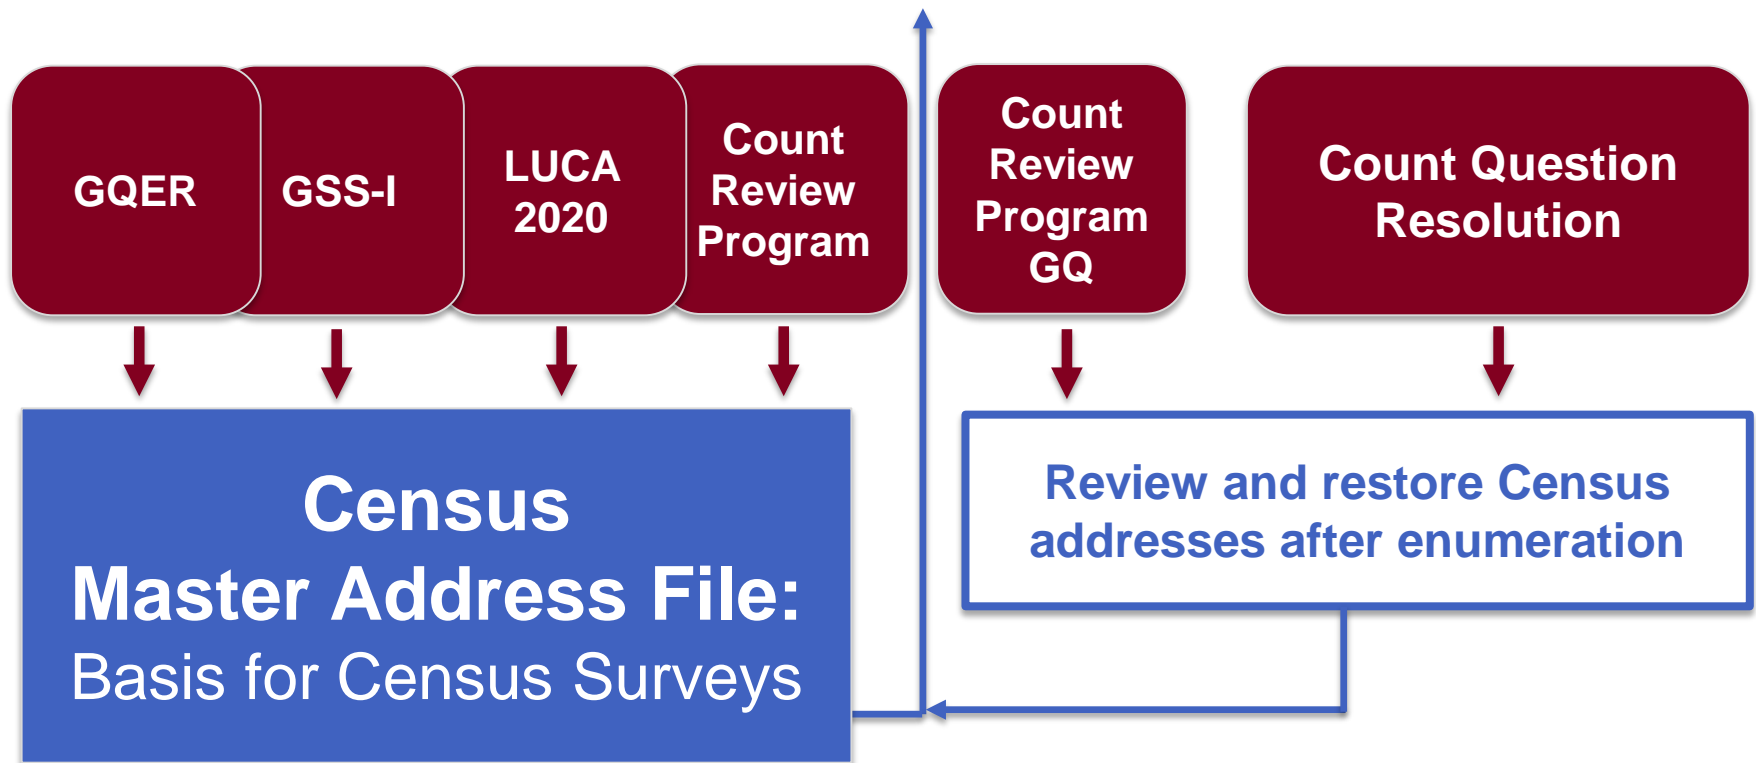 GQER
GSS-I
LUCA
2020
Count
Review
Program
Count
Review
Program
GQ
Count Question
Resolution
Census
Master Address File:
Basis for Census Surveys
Review and restore Census
addresses after enumeration